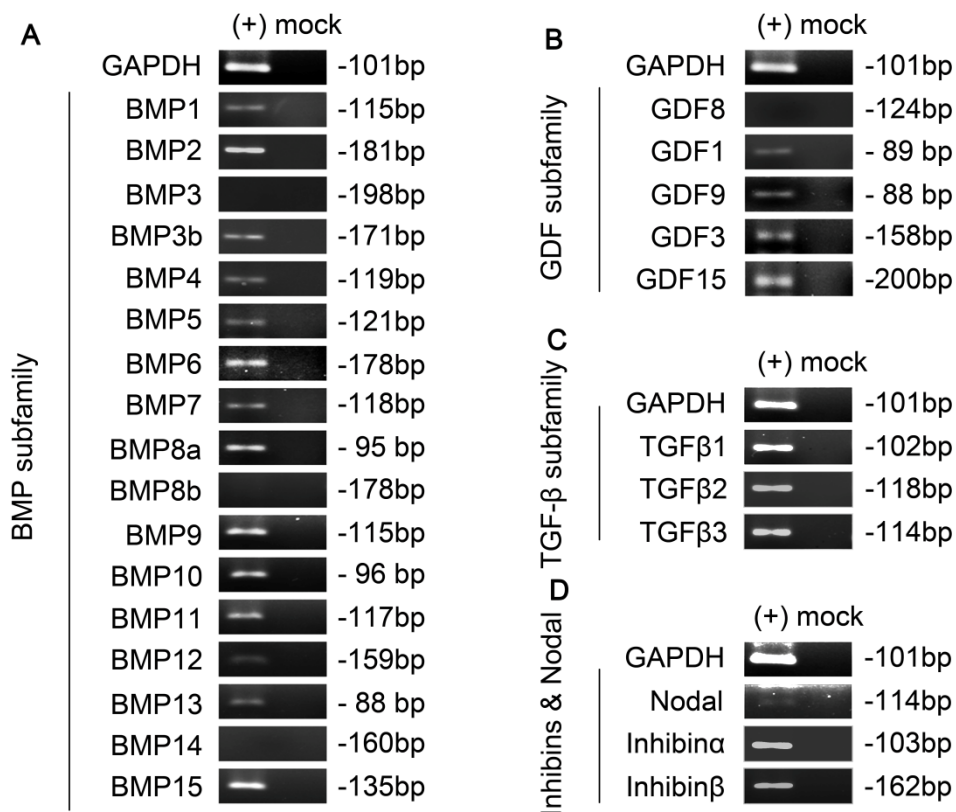 A
(+) mock
GAPDH -101bp
BMP subfamily
BMP1 -115bp
BMP2 -181bp
BMP3 -198bp
BMP3b -171bp
BMP4 -119bp
BMP5 -121bp
BMP6 -178bp
BMP7 -118bp
BMP8a - 95 bp
BMP8b -178bp
BMP9 -115bp
BMP10 - 96 bp
BMP11 -117bp
BMP12 -159bp
BMP13 - 88 bp
BMP14 -160bp
BMP15 -135bp
B
(+) mock
GAPDH -101bp
GDF subfamily
GDF8 -124bp
GDF1 - 89 bp
GDF9 - 88 bp
GDF3 -158bp
GDF15 -200bp
C
(+) mock
GAPDH -101bp
TGF-β subfamily
TGFβ1 -102bp
TGFβ2 -118bp
TGFβ3 -114bp
D
(+) mock
GAPDH -101bp
Inhibins & Nodal
Nodal -114bp
Inhibinα -103bp
Inhibinβ -162bp